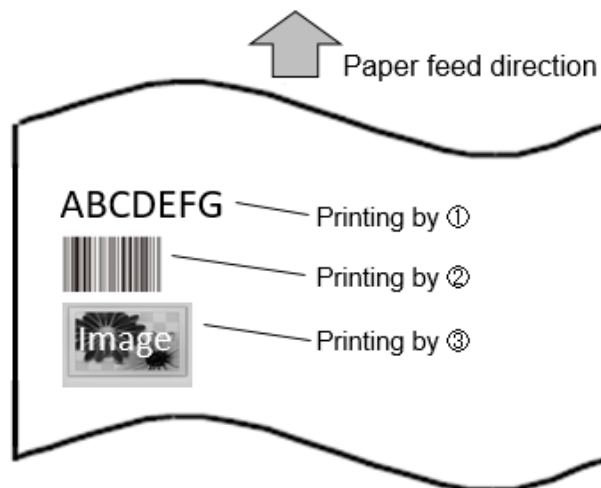 Paper feed direction
ABCDEFG
Printing by ①
Printing by ②
Image
Printing by ③